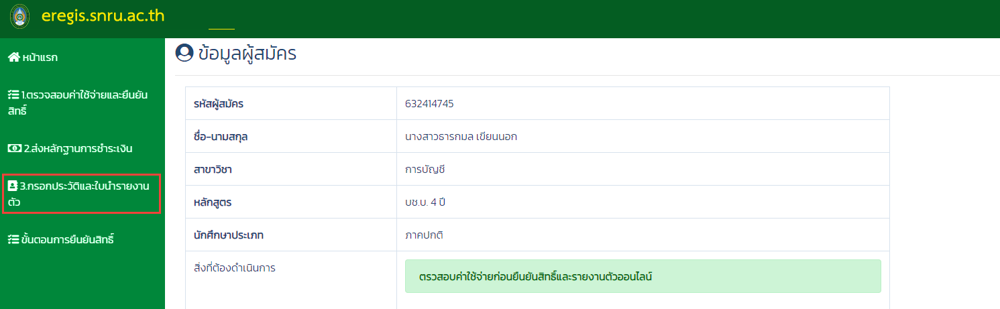 eregis.snru.ac.th
หน้าแรก
1.ตรวจสอบค่าใช้จ่ายและยืนยัน
สิทธิ์
2.ส่งหลักฐานการชำระเงิน
3.กรอกประวัติและใบนำรายงาน
ตัว
ขั้นตอนการยืนยันสิทธิ์
ข้อมูลผู้สมัคร
รหัสผู้สมัคร 632414745
ชื่อ-นามสกุล นางสาวธารกมล เขียนนอก
สาขาวิชา การบัญชี
หลักสูตร บช.บ. 4 ปี
นักศึกษาประเภท ภาคปกติ
สิ่งที่ต้องดำเนินการ ตรวสอบค่าใช้จ่ายก่อนยืนยันสิทธิ์และรายงานตัวออนไลน์